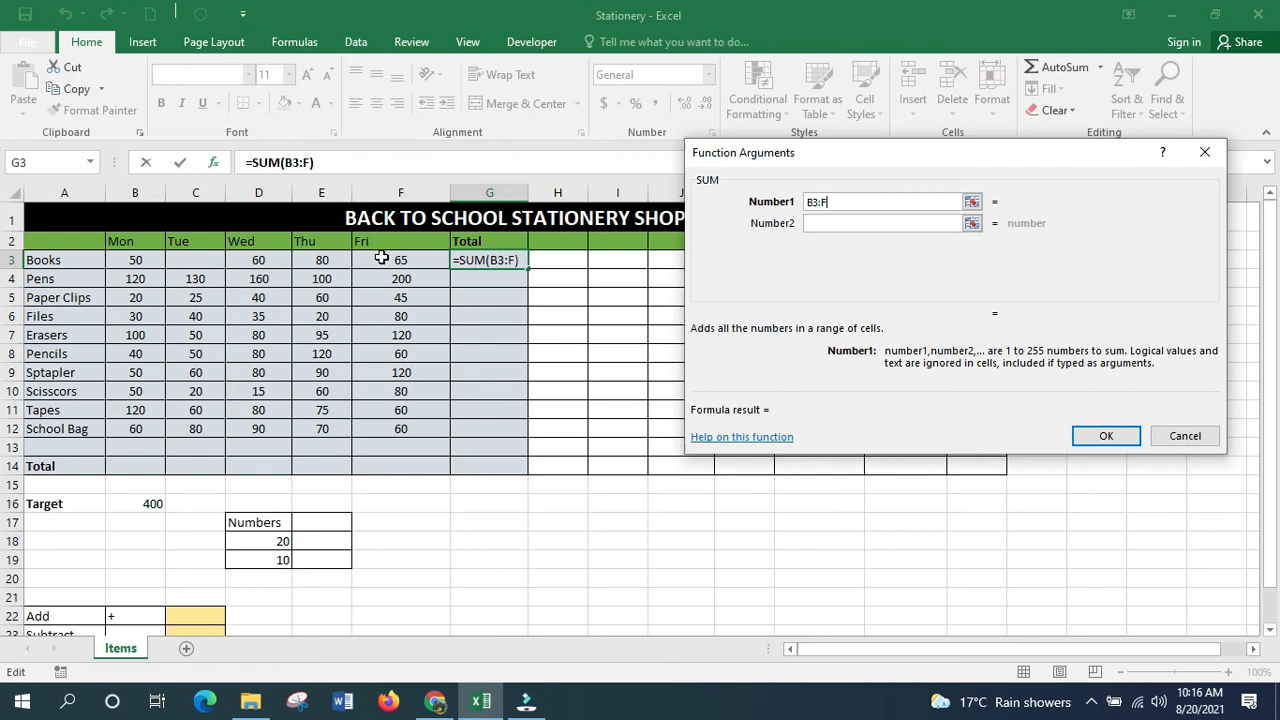 Stationery - Excel
File Home Insert Page Layout Formulas Data Review View Developer Tell me what you want to do... Sign in Share
Paste Cut Copy Format Painter Clipboard
11 Font
Wrap Text Merge & Center Alignment
General $ % , Number
Conditional Formatting Format as Table Cell Styles Styles
Insert Delete Format Cells
AutoSum Fill Clear Sort & Filter Find & Select Editing
G3 fx =SUM(B3:F)
A B C D E F G H I J
1 BACK TO SCHOOL STATIONERY SHOP
2 Mon Tue Wed Thu Fri Total
3 Books 50 60 80 65 =SUM(B3:F)
4 Pens 120 130 160 100 200
5 Paper Clips 20 25 40 60 45
6 Files 30 40 35 20 80
7 Erasers 100 50 80 95 120
8 Pencils 40 50 80 120 60
9 Sptapler 50 60 80 90 120
10 Scisscors 50 20 15 60 80
11 Tapes 120 60 80 75 60
12 School Bag 60 80 90 70 60
13
14 Total
15
16 Target 400
17 Numbers
18 20
19 10
20
21
22 Add +
23 Subtract
Function Arguments ?
SUM
Number1 B3:F =
Number2 = number
=
Adds all the numbers in a range of cells.
Number1: number1,number2,... are 1 to 255 numbers to sum. Logical values and
text are ignored in cells, included if typed as arguments.
Formula result =
Help on this function OK Cancel
Items
Edit 100%
17°C Rain showers 10:16 AM
8/20/2021